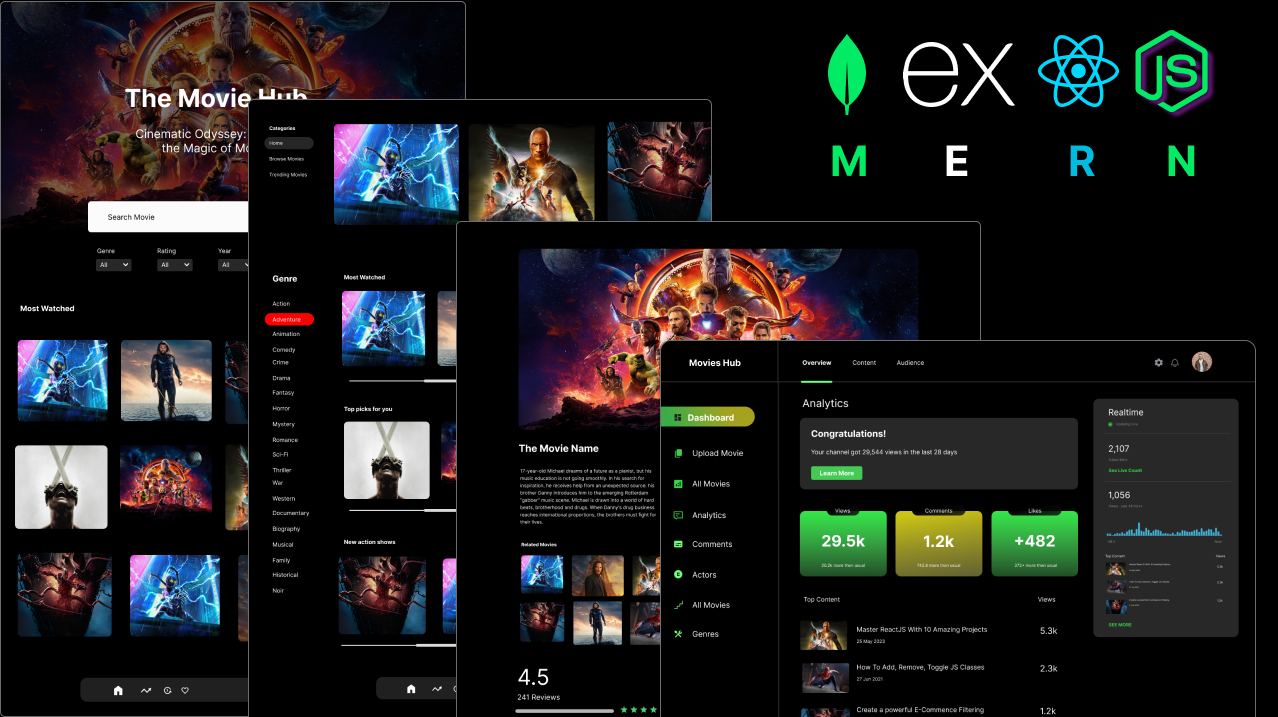 The Movie Hub
Cinematic Odyssey:
the Magic of Mo
Search Movie
Genre
Rating
Year
All
All
All
Most Watched
Categories
Home
Browse Movies
Trending Movies
Genre
Action
Adventure
Animation
Comedy
Crime
Drama
Fantasy
Horror
Mystery
Romance
Sci-Fi
Thriller
War
Western
Documentary
Biography
Musical
Family
Historical
Noir
Most Watched
Top picks for you
New action shows
The Movie Name
17-year-old Michael dreams of a future as a pianist, but his
music education is not going smoothly. In his search for
inspiration, he receives help from an unexpected source: his
brother Danny introduces him to the emerging Rotterdam
"gabber" music scene. Michael is drawn into a world of hard
beats, brotherhood and drugs. When Danny's drug business
reaches international proportions, the brothers must fight for
their lives.
Related Movies
4.5
241 Reviews
ex
JS
M E R N
Movies Hub
Overview
Content
Audience
Dashboard
Upload Movie
All Movies
Analytics
Comments
Actors
All Movies
Genres
Analytics
Congratulations!
Your channel got 29,544 views in the last 28 days
Learn More
Views
29.5k
20.2k more then usual
Comments
1.2k
742.8 more then usual
Likes
+482
372+ more then usual
Top Content
Views
Master ReactJS With 10 Amazing Projects
25 May 2023
5.3k
How To Add, Remove, Toggle JS Classes
27 Jun 2021
2.3k
Create a powerful E-Commence Filtering
1.2k
Realtime
2,107
See Live Count
1,056
Top Content
Views
SEE MORE